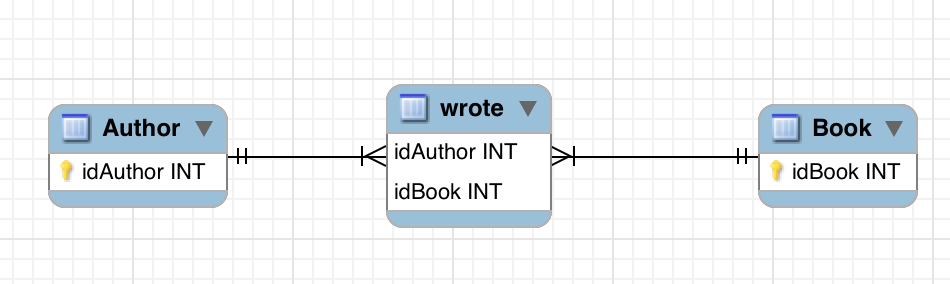 Author
idAuthor INT
wrote
idAuthor INT
idBook INT
Book
idBook INT